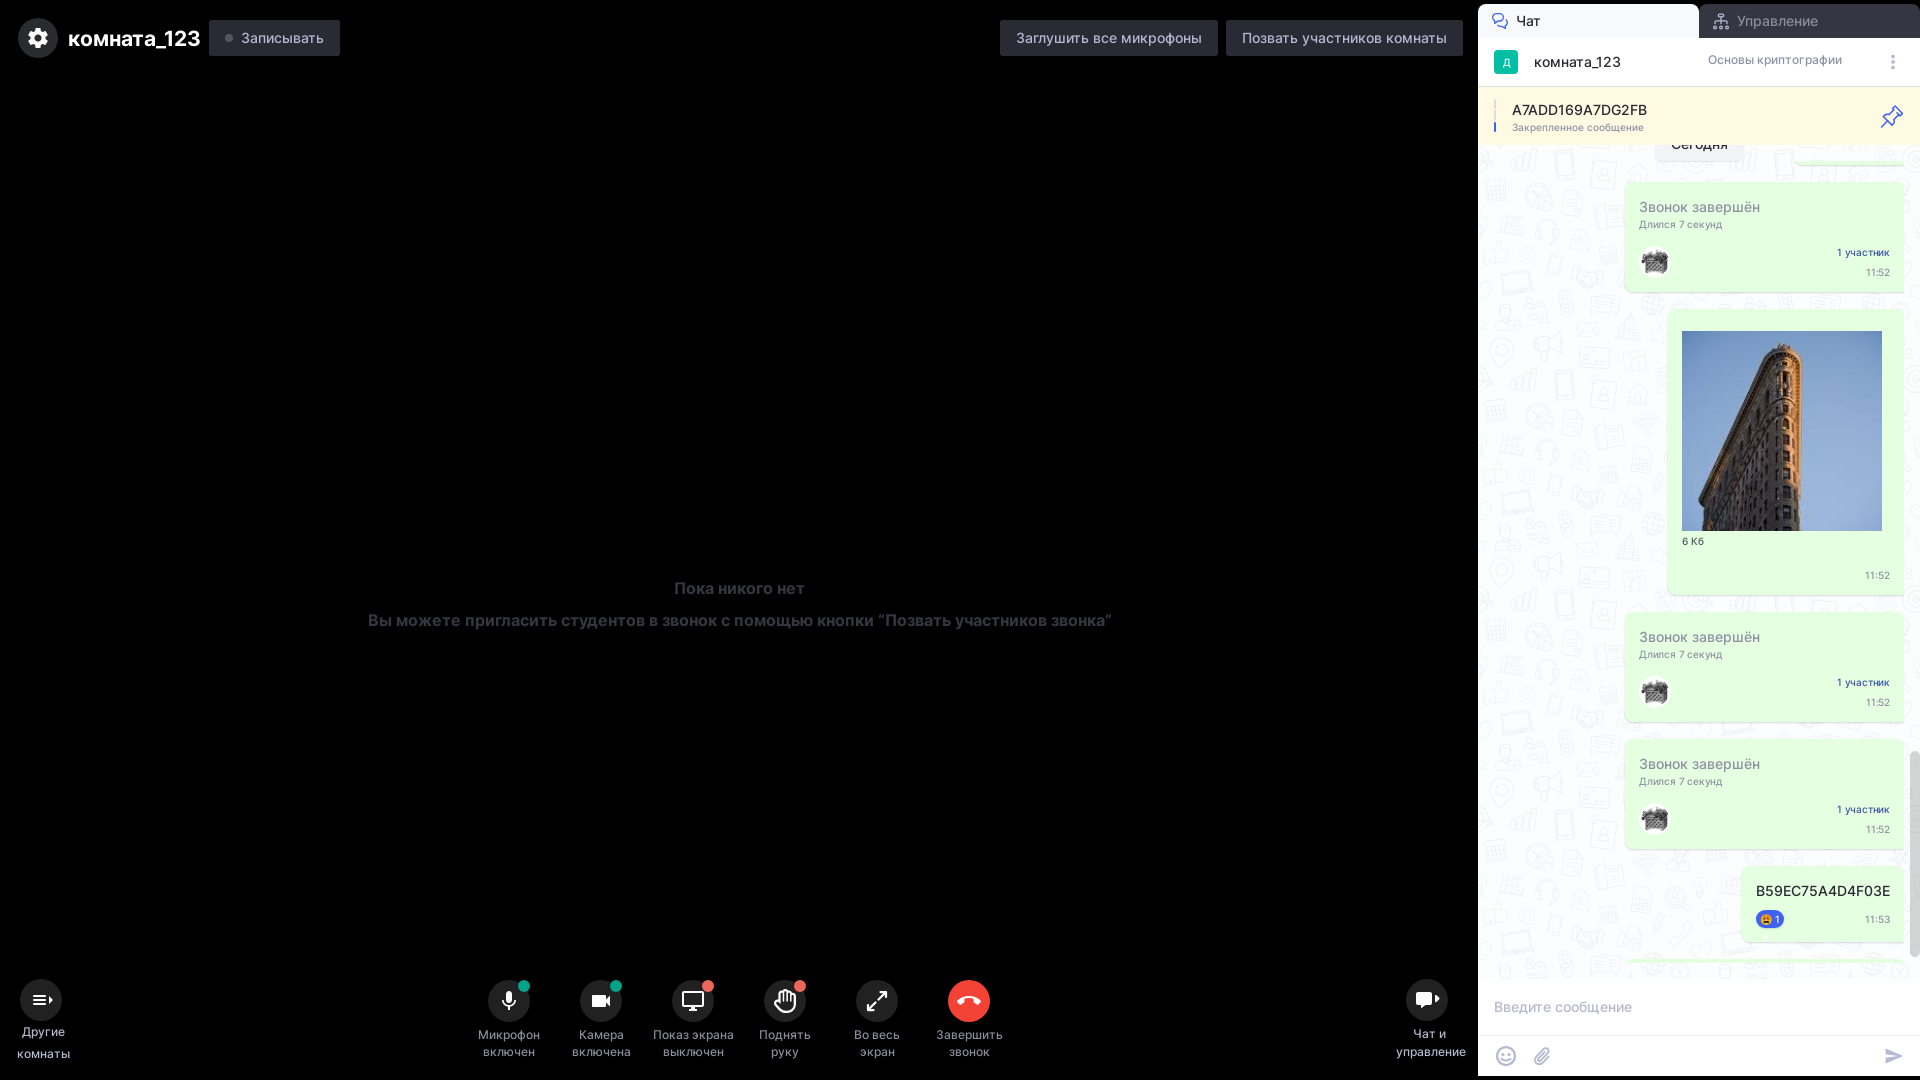 комната_123
Записывать
Заглушить все микрофоны
Позвать участников комнаты
Чат
Управление
Д
комната_123
Основы криптографии
A7ADD169A7DG2FB
Закрепленное сообщение
Сегодня
Звонок завершён
Длился 7 секунд
1 участник
11:52
6 Кб
11:52
Звонок завершён
Длился 7 секунд
1 участник
11:52
Звонок завершён
Длился 7 секунд
1 участник
11:52
B59EC75A4D4F03E
1
11:53
Пока никого нет
Вы можете пригласить студентов в звонок с помощью кнопки “Позвать участников звонка”
Другие
комнаты
Микрофон
включен
Камера
включена
Показ экрана
выключен
Поднять
руку
Во весь
экран
Завершить
звонок
Чат и
управление
Введите сообщение